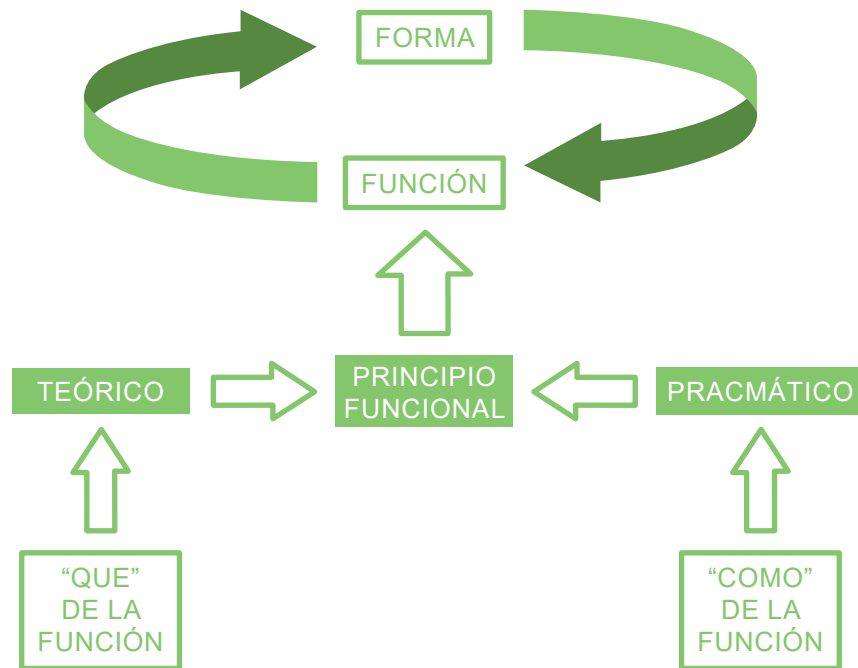 FORMA
FUNCIÓN
TEÓRICO
PRINCIPIO
FUNCIONAL
PRACMÁTICO
“QUE”
DE LA
FUNCIÓN
“COMO”
DE LA
FUNCIÓN